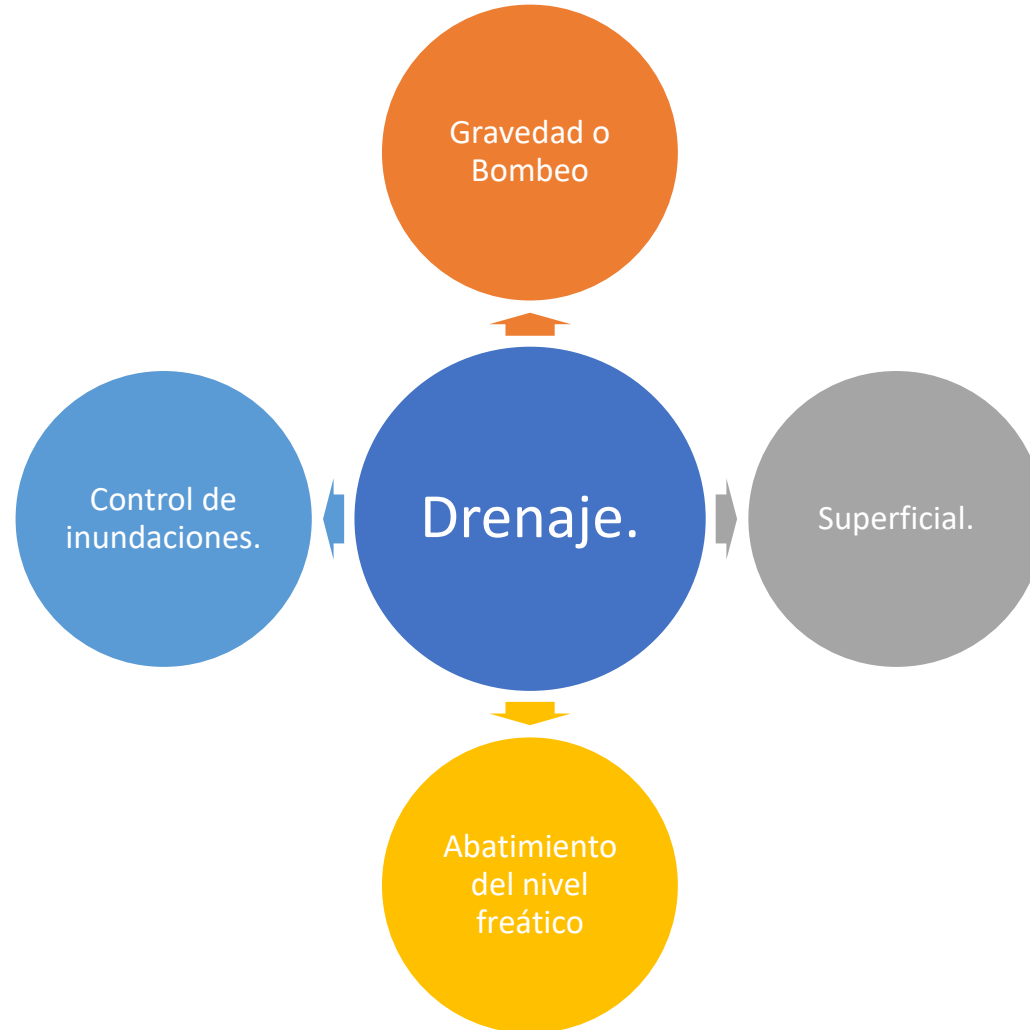 Gravedad o
Bombeo
Control de
inundaciones.
Drenaje.
Superficial.
Abatimiento
del nivel
freático